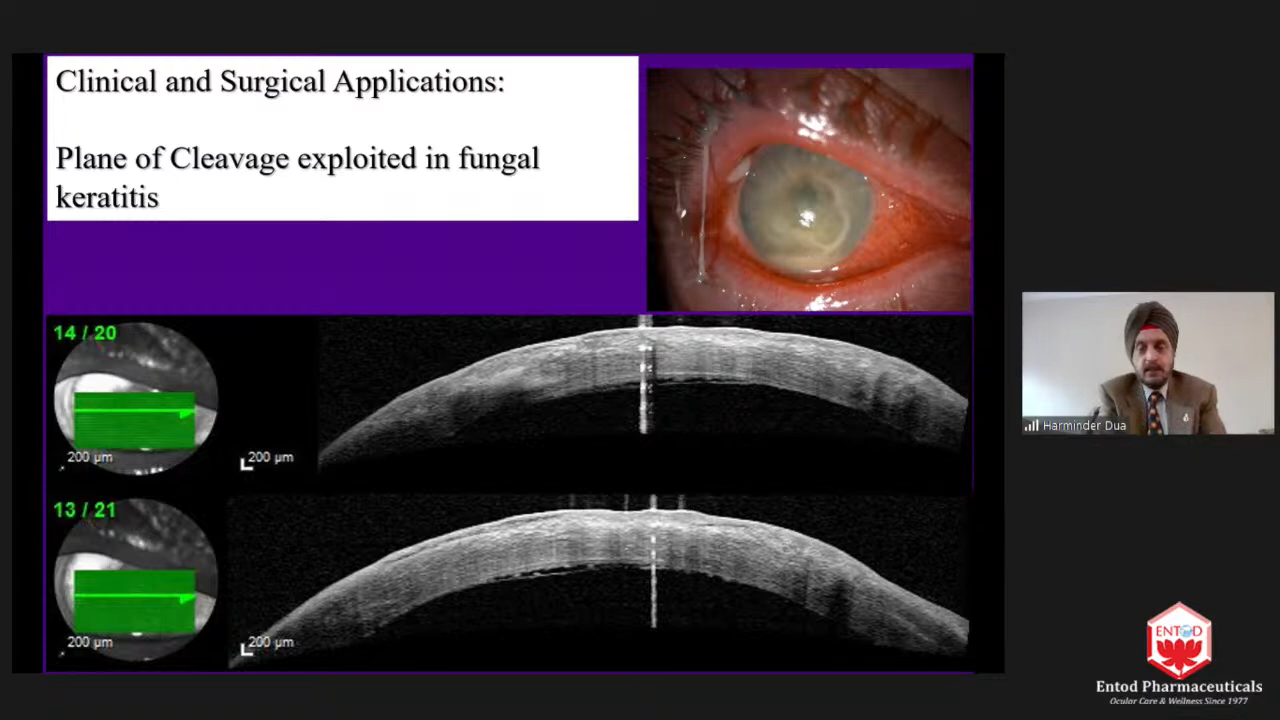 Clinical and Surgical Applications:
Plane of Cleavage exploited in fungal
keratitis
14 / 20
200 µm
200 µm
13 / 21
200 µm
200 µm
Harminder Dua
ENTOD
Entod Pharmaceuticals
Ocular Care & Wellness Since 1977